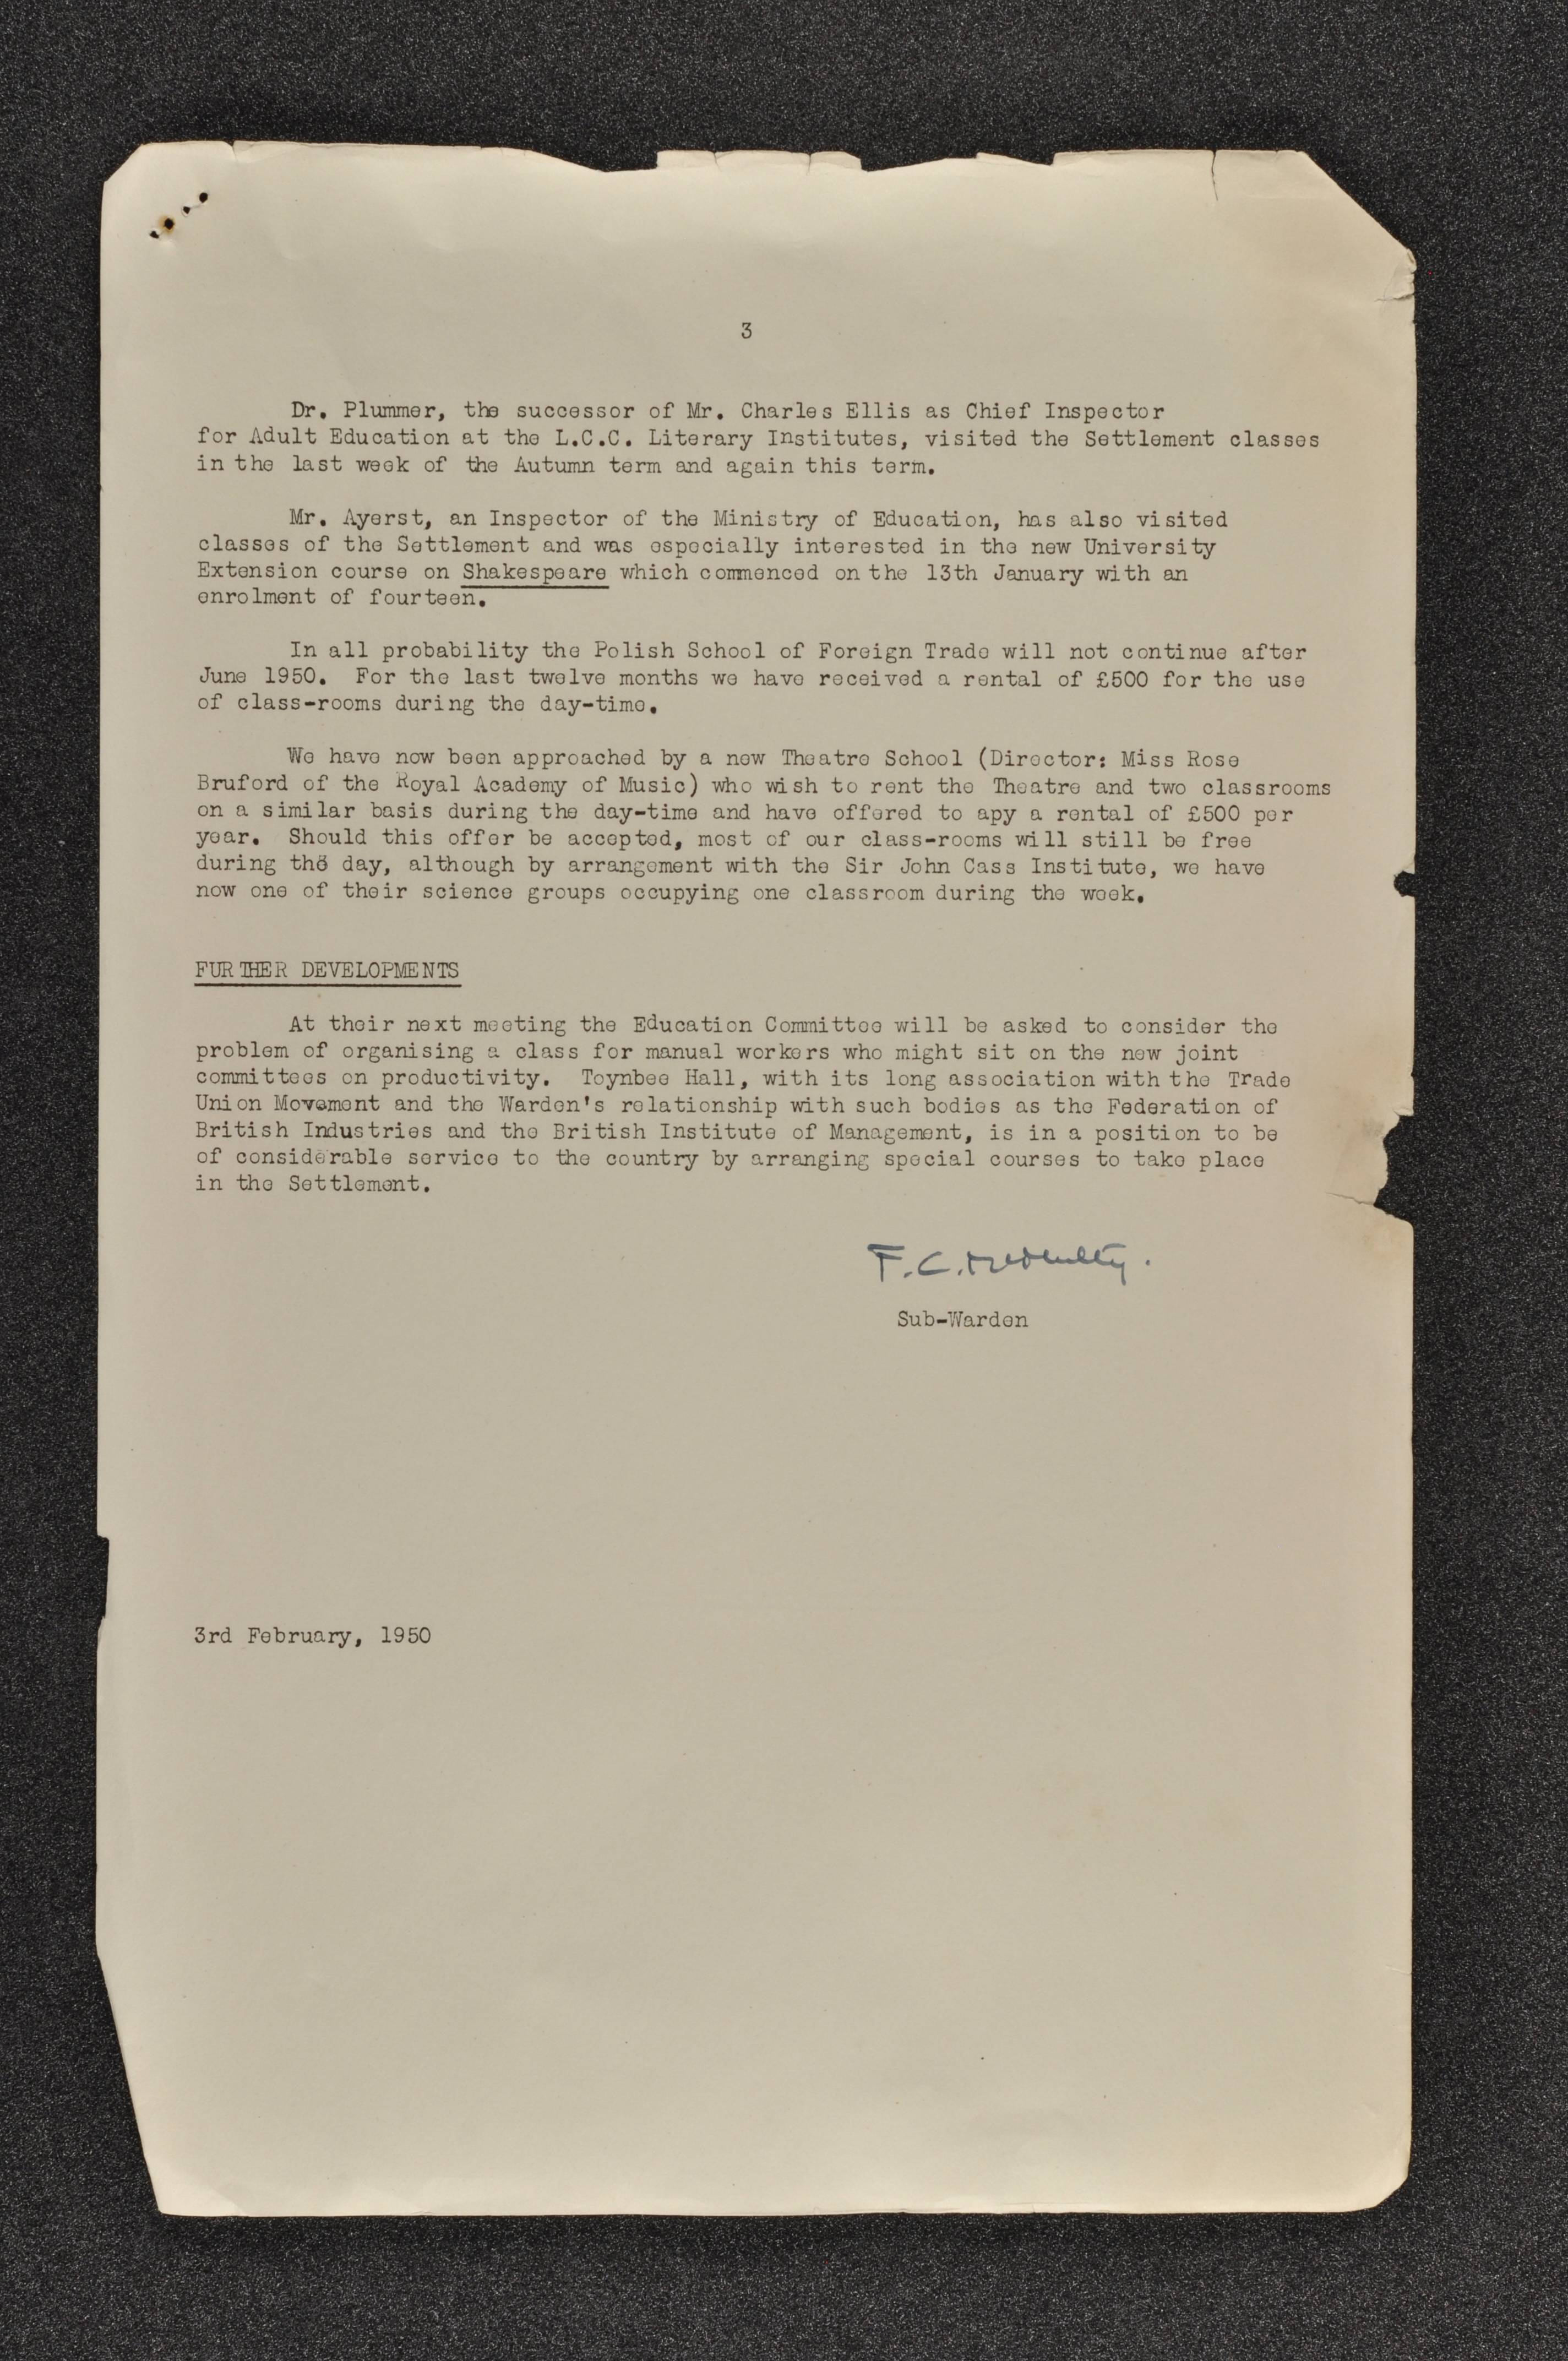 3
Dr. Plummer, the successor of Mr. Charles Ellis as Chief Inspector
for Adult Education at the L.C.C. Literary Institutes, visited the Settlement classes
in the last week of the Autumn term and again this term.
Mr. Ayerst, an Inspector of the Ministry of Education, has also visited
classes of the Settlement and was especially interested in the new University
Extension course on Shakespeare which commenced on the 13th January with an
enrolment of fourteen.
In all probability the Polish School of Foreign Trade will not continue after
June 1950. For the last twelve months we have received a rental of £500 for the use
of class-rooms during the day-time.
We have now been approached by a new Theatre School (Director: Miss Rose
Bruford of the Royal Academy of Music) who wish to rent the Theatre and two classrooms
on a similar basis during the day-time and have offered to apy a rental of £500 per
year. Should this offer be accepted, most of our class-rooms will still be free
during the day, although by arrangement with the Sir John Cass Institute, we have
now one of their science groups occupying one classroom during the week.
FURTHER DEVELOPMENTS
At their next meeting the Education Committee will be asked to consider the
problem of organising a class for manual workers who might sit on the new joint
committees on productivity. Toynbee Hall, with its long association with the Trade
Union Movement and the Warden's relationship with such bodies as the Federation of
British Industries and the British Institute of Management, is in a position to be
of considerable service to the country by arranging special courses to take place
in the Settlement.
F.C.
Sub-Warden
3rd February, 1950